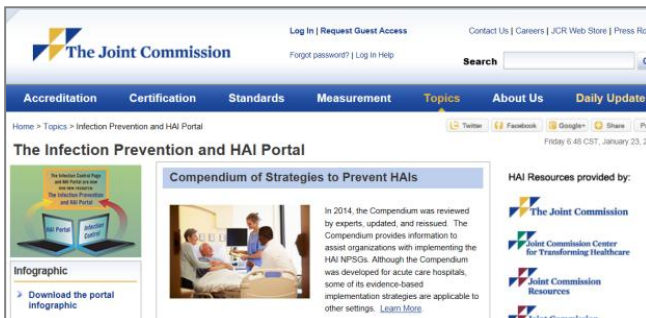 Log In | Request Guest Access
Contact Us | Careers | JCR Web Store | Press Ro
The Joint Commission
Forgot password? | Log In Help
Search
Accreditation Certification Standards Measurement Topics About Us Daily Update
Home > Topics > Infection Prevention and HAI Portal
Twitter Facebook Google+ Share
Friday 6:48 CST, January 23, 2
The Infection Prevention and HAI Portal
The Infection Control Page
and HAI Portal are now
one new resource:
The Infection Prevention
and HAI Portal
HAI Portal
Infection
Control
Infographic
Download the portal
infographic
Compendium of Strategies to Prevent HAIs
In 2014, the Compendium was reviewed
by experts, updated, and reissued. The
Compendium provides information to
assist organizations with implementing the
HAI NPSGs. Although the Compendium
was developed for acute care hospitals,
some of its evidence-based
implementation strategies are applicable to
other settings. Learn More
HAI Resources provided by:
The Joint Commission
Joint Commission Center
for Transforming Healthcare
Joint Commission
Resources
Joint Commission